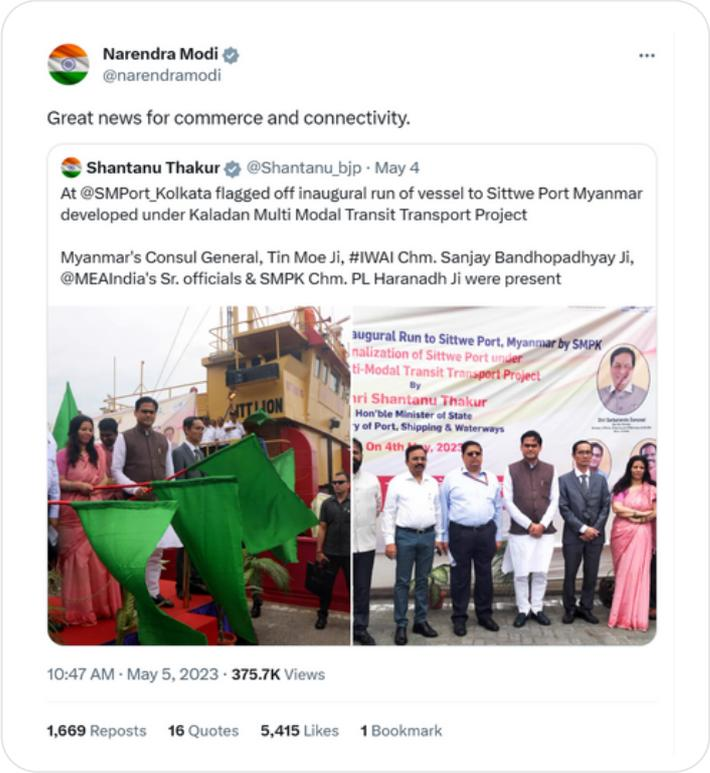 Narendra Modi
@narendramodi
Great news for commerce and connectivity.
Shantanu Thakur @Shantanu_bjp · May 4
At @SMPort_Kolkata flagged off inaugural run of vessel to Sittwe Port Myanmar
developed under Kaladan Multi Modal Transit Transport Project
Myanmar's Consul General, Tin Moe Ji, #IWAI Chm. Sanjay Bandhopadhyay Ji,
@MEAIndia's Sr. officials & SMPK Chm. PL Haranadh Ji were present
ITT LION
augural Run to Sittwe Port, Myanmar by SMPK
nalization of Sittwe Port under
ti-Modal Transit Transport Project
By
hri Shantanu Thakur
Hon'ble Minister of State
ry of Port, Shipping & Waterways
On 4th May, 2023
10:47 AM · May 5, 2023 · 375.7K Views
1,669 Reposts 16 Quotes 5,415 Likes 1 Bookmark